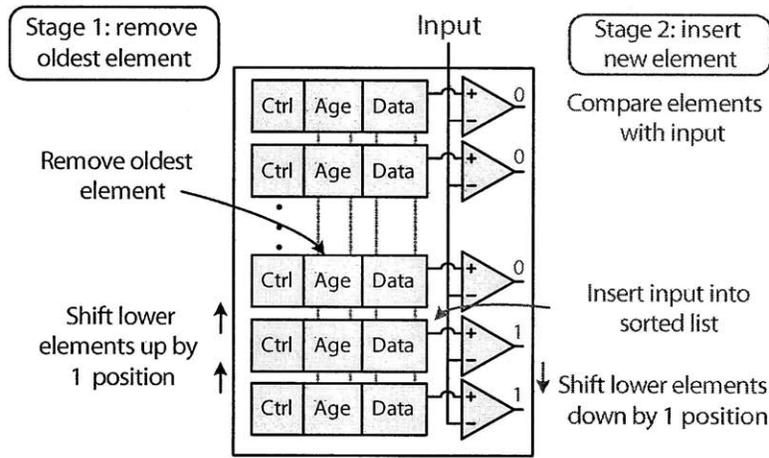 Stage 1: remove
oldest element
Input
Stage 2: insert
new element
Ctrl Age Data + − 0
Compare elements
with input
Ctrl Age Data + − 0
Remove oldest
element
Ctrl Age Data + − 0
Insert input into
sorted list
Shift lower
elements up by
1 position
Ctrl Age Data + − 1
Ctrl Age Data + − 1
Shift lower elements
down by 1 position